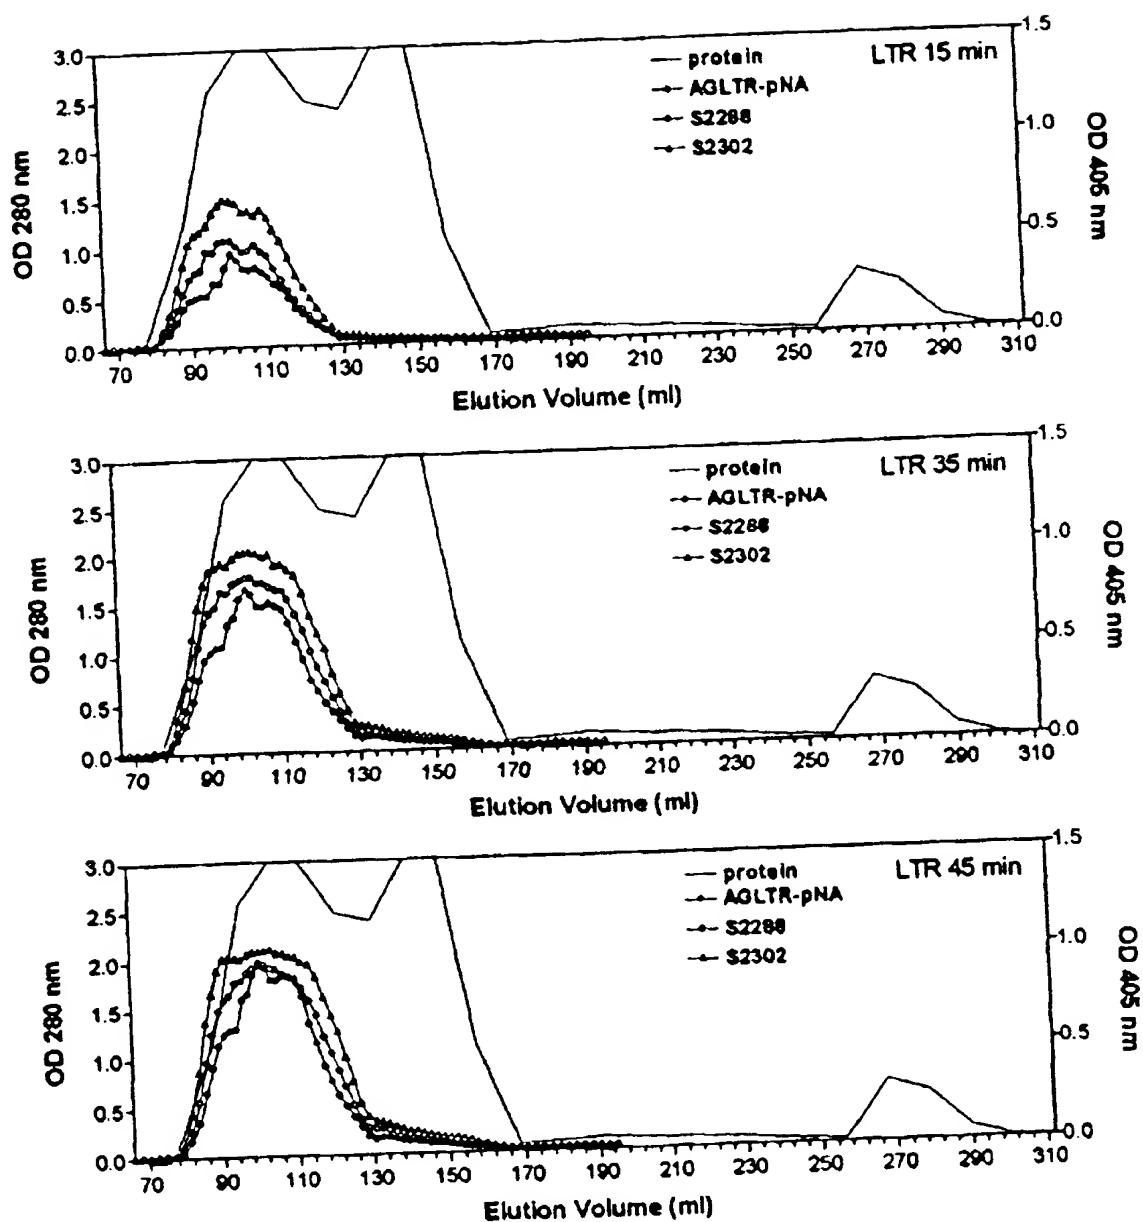 LTR 15 min
protein
AGLTR-pNA
S2288
S2302
3.0
2.5
2.0
1.5
1.0
0.5
0.0
OD 280 nm
1.5
1.0
0.5
0.0
OD 405 nm
70 90 110 130 150 170 190 210 230 250 270 290 310
Elution Volume (ml)
LTR 35 min
protein
AGLTR-pNA
S2288
S2302
3.0
2.5
2.0
1.5
1.0
0.5
0.0
OD 280 nm
1.5
1.0
0.5
0.0
OD 405 nm
70 90 110 130 150 170 190 210 230 250 270 290 310
Elution Volume (ml)
LTR 45 min
protein
AGLTR-pNA
S2288
S2302
3.0
2.5
2.0
1.5
1.0
0.5
0.0
OD 280 nm
1.5
1.0
0.5
0.0
OD 405 nm
70 90 110 130 150 170 190 210 230 250 270 290 310
Elution Volume (ml)